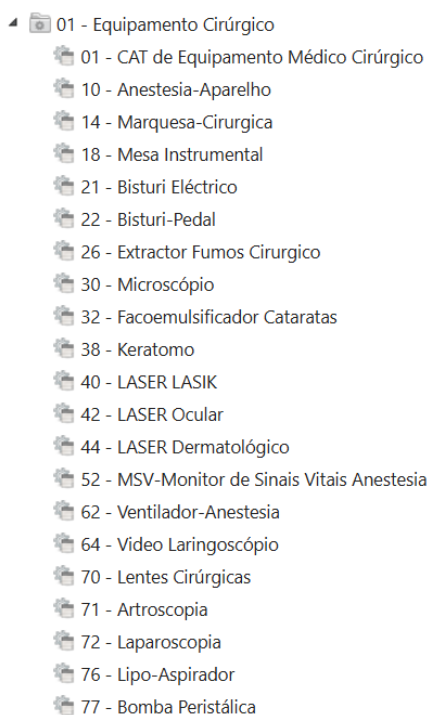 01 - Equipamento Cirúrgico
01 - CAT de Equipamento Médico Cirúrgico
10 - Anestesia-Aparelho
14 - Marquesa-Cirurgica
18 - Mesa Instrumental
21 - Bisturi Eléctrico
22 - Bisturi-Pedal
26 - Extractor Fumos Cirurgico
30 - Microscópio
32 - Facoemulsificador Cataratas
38 - Keratomo
40 - LASER LASIK
42 - LASER Ocular
44 - LASER Dermatológico
52 - MSV-Monitor de Sinais Vitais Anestesia
62 - Ventilador-Anestesia
64 - Video Laringoscópio
70 - Lentes Cirúrgicas
71 - Artroscopia
72 - Laparoscopia
76 - Lipo-Aspirador
77 - Bomba Peristálica